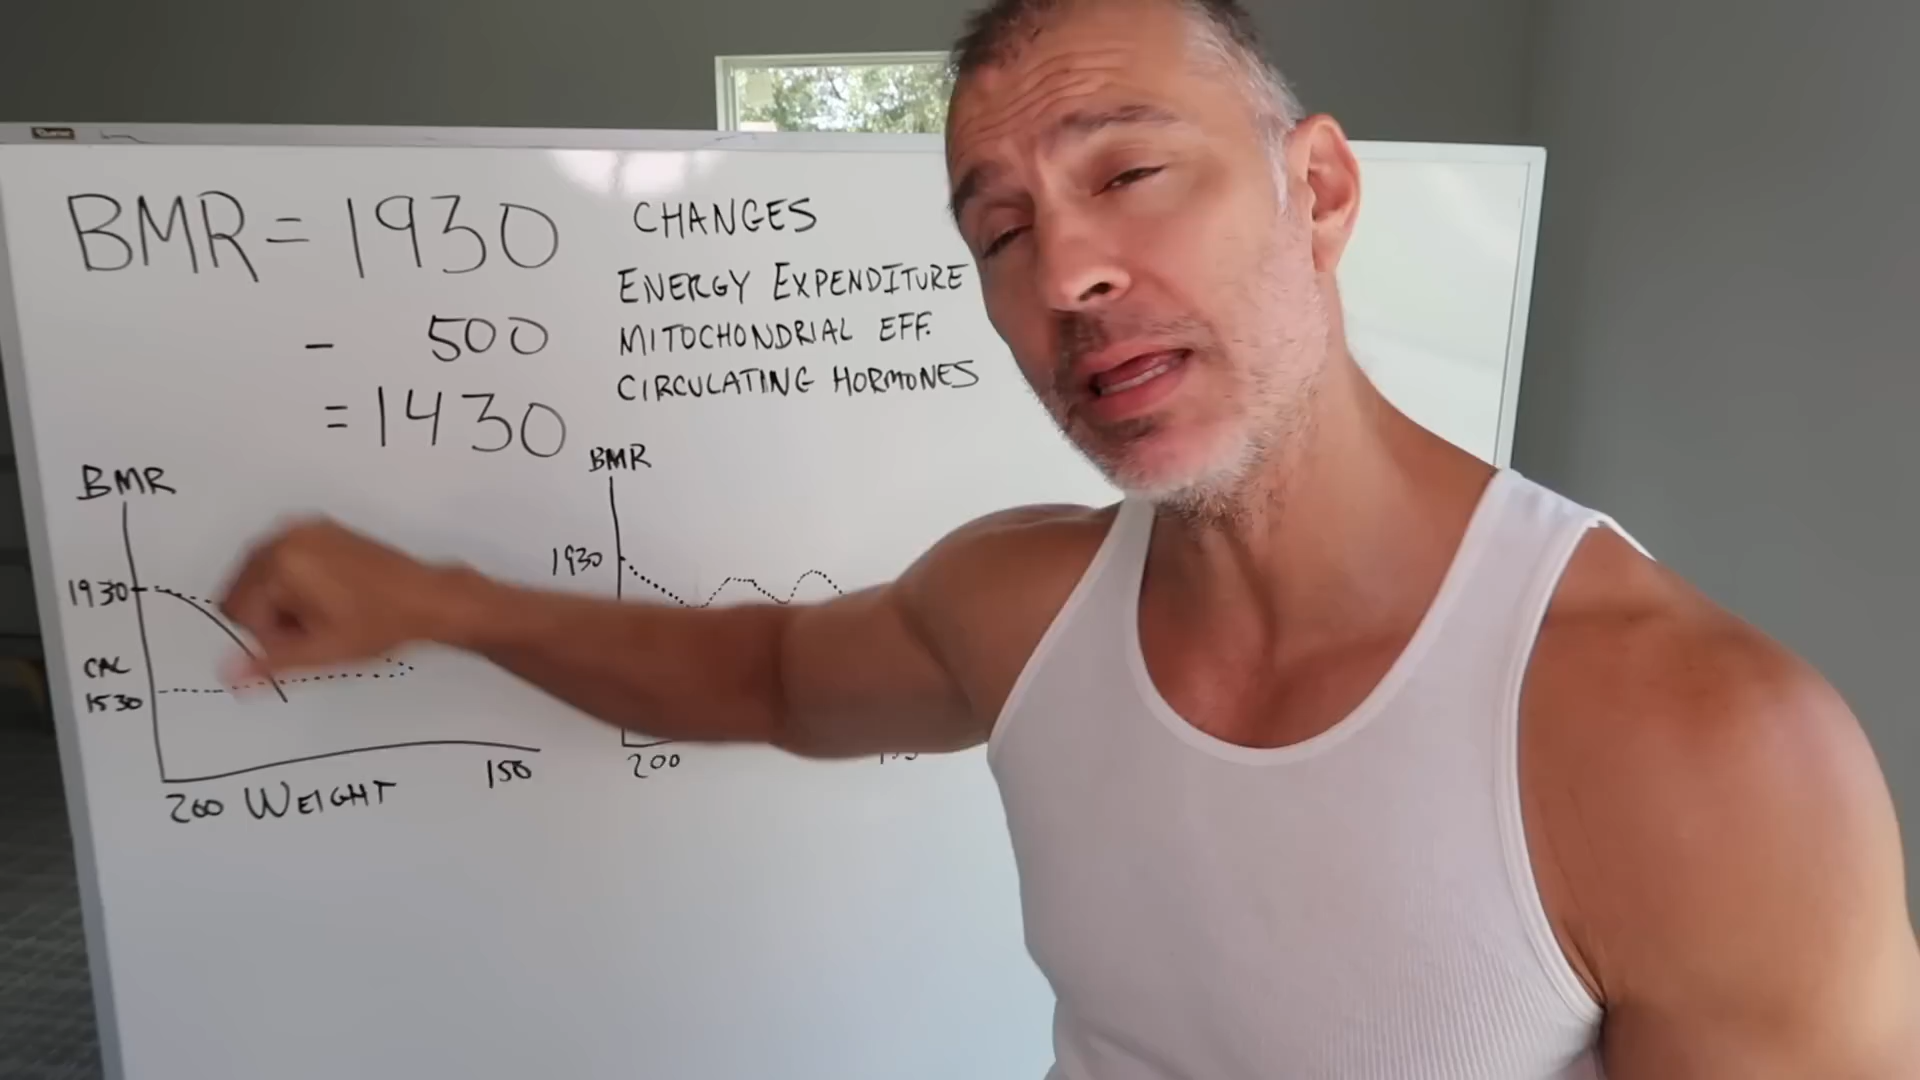 BMR = 1930
- 500
= 1430
CHANGES
ENERGY EXPENDITURE
MITOCHONDRIAL EFF.
CIRCULATING HORMONES
BMR
1930
CAL
1530
200 WEIGHT 150
BMR
1930
200